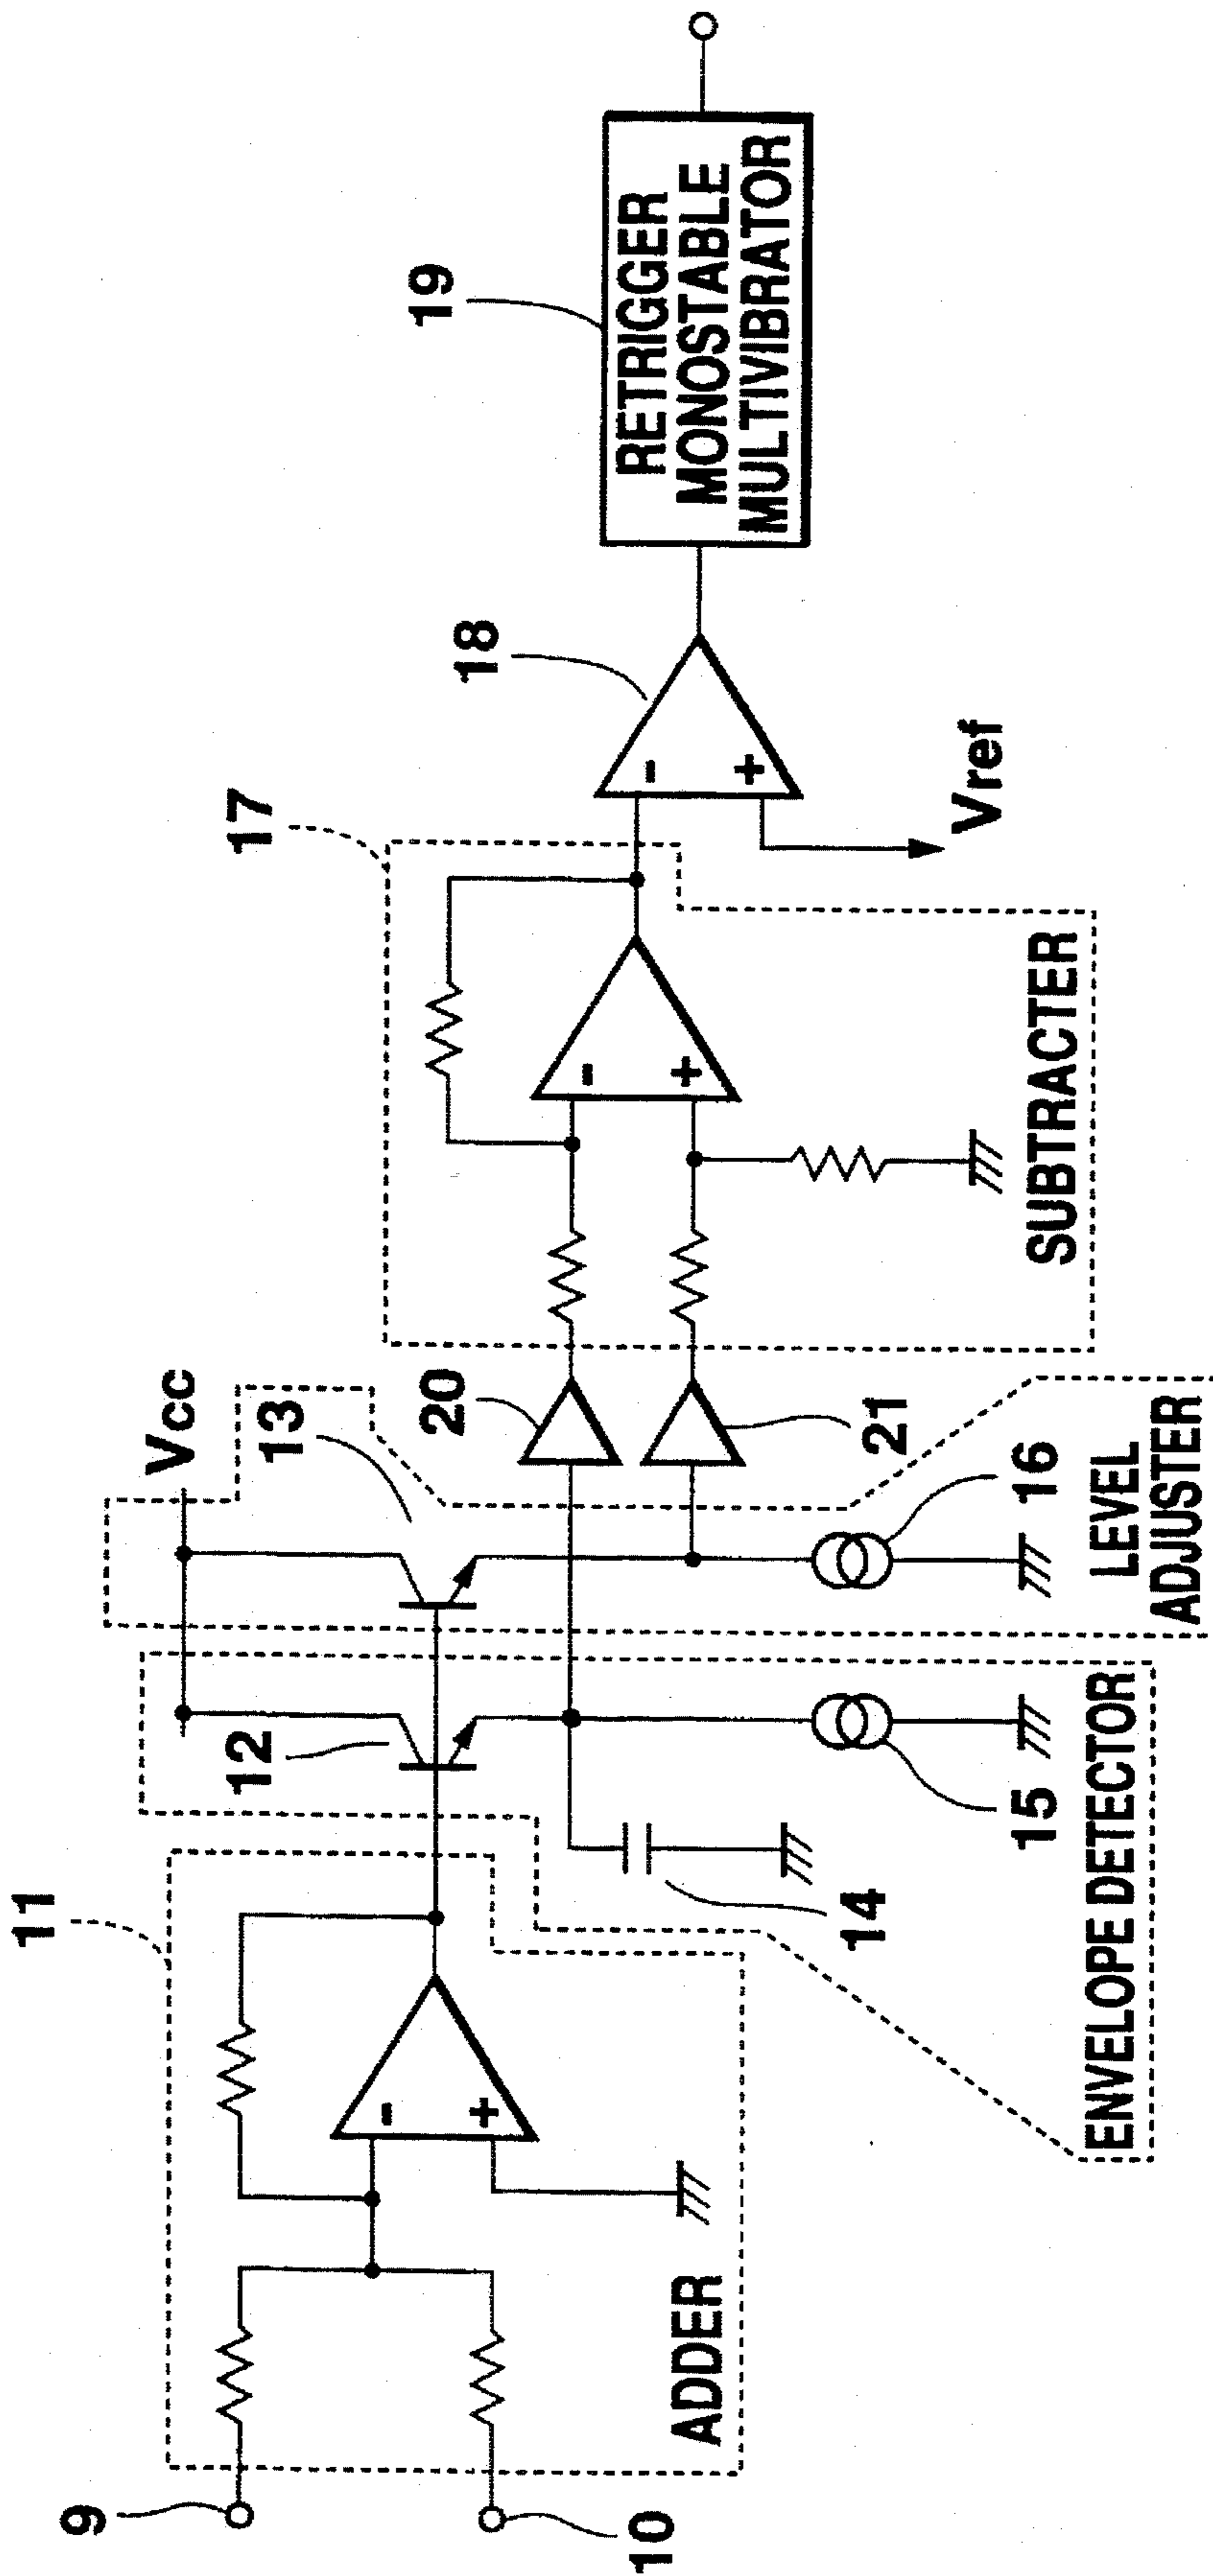 11
12
Vcc
13
17
18
19
9
10
ADDER
-
+
14
15
ENVELOPE DETECTOR
16
LEVEL
ADJUSTER
20
21
-
+
SUBTRACTER
-
+
Vref
RETRIGGER
MONOSTABLE
MULTIVIBRATOR